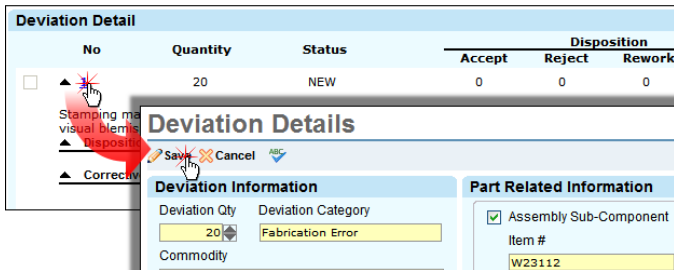 Deviation Detail
Disposition
No Quantity Status Accept Reject Rework
20 NEW 0 0 0
Stamping ma
visual blemis
Deviation Details
Save Cancel ABC
Deviation Information Part Related Information
Deviation Qty Deviation Category Assembly Sub-Component
20 Fabrication Error Item #
Commodity W23112